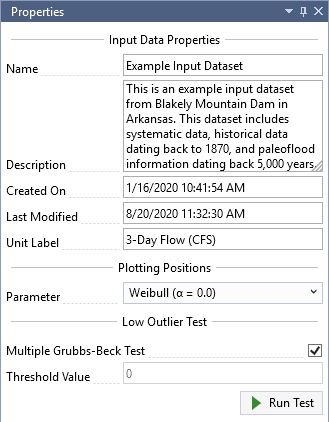 Properties
Input Data Properties
Name
Example Input Dataset
This is an example input dataset
from Blakely Mountain Dam in
Arkansas. This dataset includes
systematic data, historical data
dating back to 1870, and paleoflood
information dating back 5,000 years
Description
Created On
1/16/2020 10:41:54 AM
Last Modified
8/20/2020 11:32:30 AM
Unit Label
3-Day Flow (CFS)
Plotting Positions
Parameter
Weibull (α = 0.0)
Low Outlier Test
Multiple Grubbs-Beck Test
Threshold Value
0
Run Test